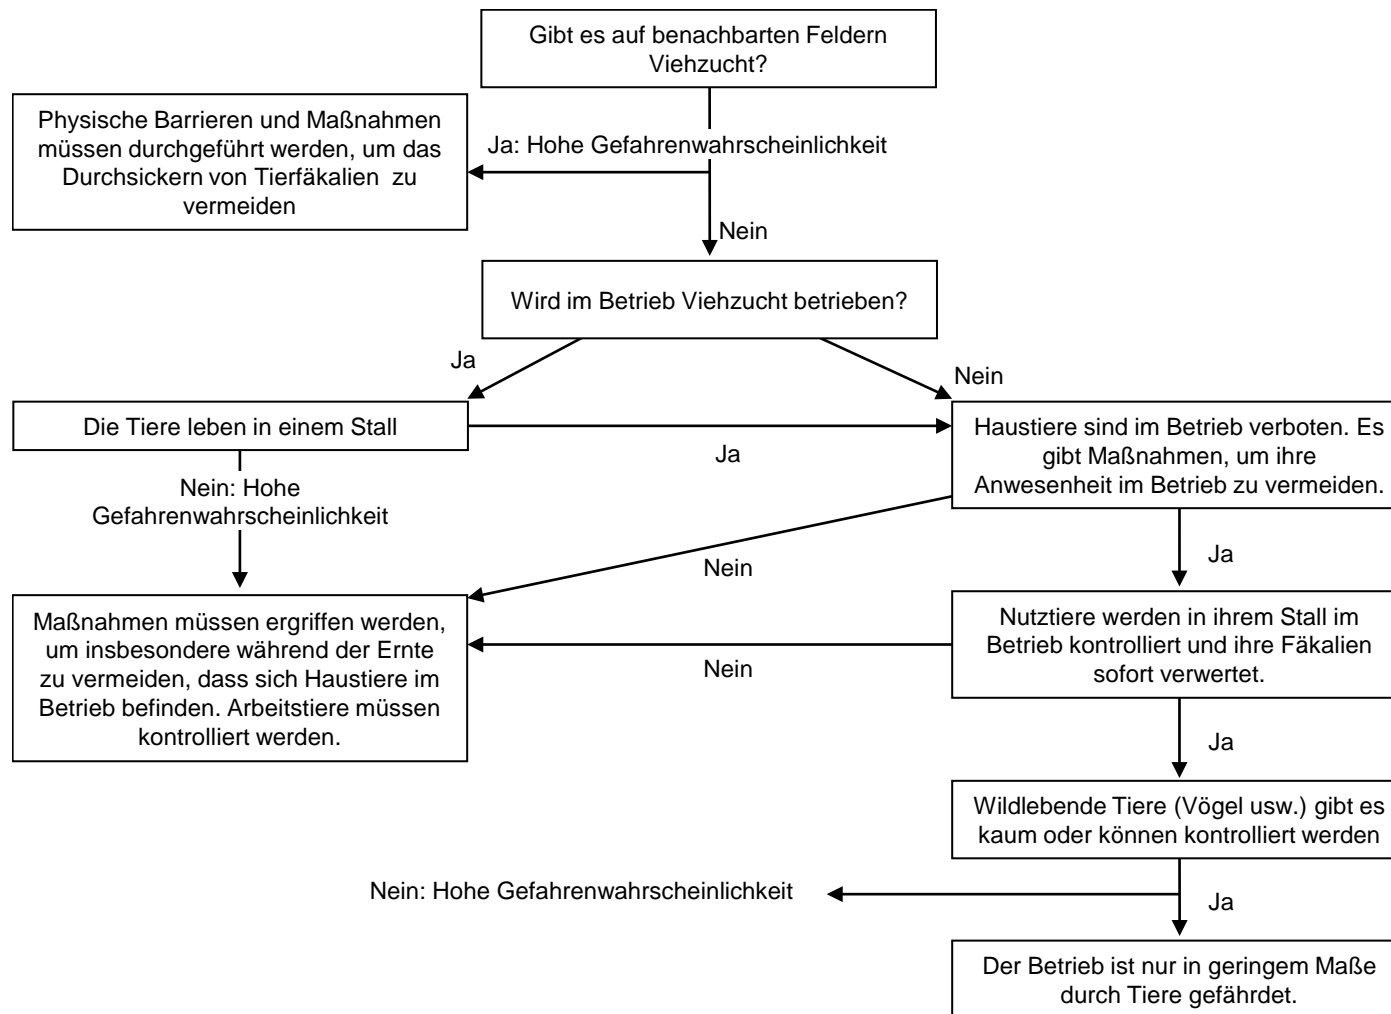 Gibt es auf benachbarten Feldern
Viehzucht?
Physische Barrieren und Maßnahmen
müssen durchgeführt werden, um das
Durchsickern von Tierfäkalien zu
vermeiden
Ja: Hohe Gefahrenwahrscheinlichkeit
Nein
Wird im Betrieb Viehzucht betrieben?
Ja
Nein
Die Tiere leben in einem Stall
Ja
Haustiere sind im Betrieb verboten. Es
gibt Maßnahmen, um ihre
Anwesenheit im Betrieb zu vermeiden.
Nein: Hohe
Gefahrenwahrscheinlichkeit
Nein
Ja
Maßnahmen müssen ergriffen werden,
um insbesondere während der Ernte
zu vermeiden, dass sich Haustiere im
Betrieb befinden. Arbeitstiere müssen
kontrolliert werden.
Nein
Nutztiere werden in ihrem Stall im
Betrieb kontrolliert und ihre Fäkalien
sofort verwertet.
Ja
Wildlebende Tiere (Vögel usw.) gibt es
kaum oder können kontrolliert werden
Nein: Hohe Gefahrenwahrscheinlichkeit
Ja
Der Betrieb ist nur in geringem Maße
durch Tiere gefährdet.